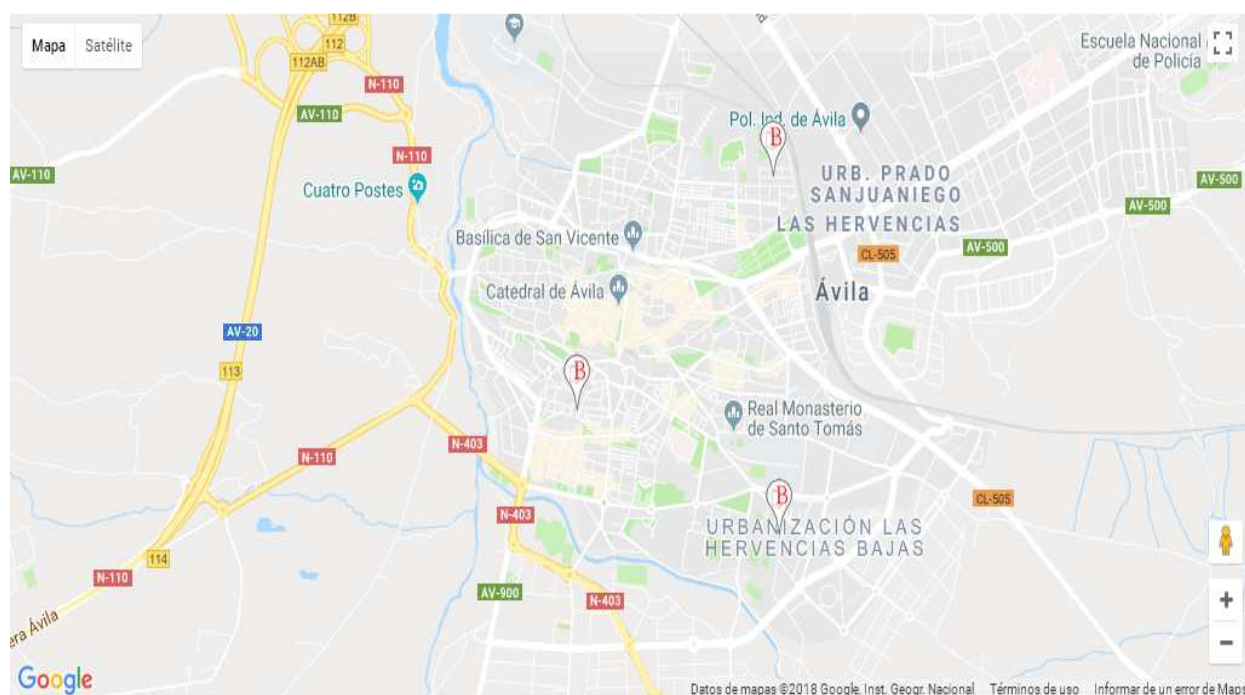 112B
Mapa
Satélite
112
112AB
Escuela Nacional
de Policía
N-110
AV-110
Pol. Ind. de Ávila
B
N-110
AV-110
Cuatro Postes
URB. PRADO
SANJUANIEGO
LAS HERVENCIAS
AV-500
AV-500
Basílica de San Vicente
AV-500
CL-505
Catedral de Ávila
Ávila
AV-20
113
B
Real Monasterio
de Santo Tomás
N-403
N-110
B
CL-505
N-403
URBANIZACIÓN LAS
HERVENCIAS BAJAS
114
N-110
AV-900
N-403
era Ávila
Google
Datos de mapas ©2018 Google, Inst. Geogr. Nacional
Términos de uso
Informar de un error de Maps